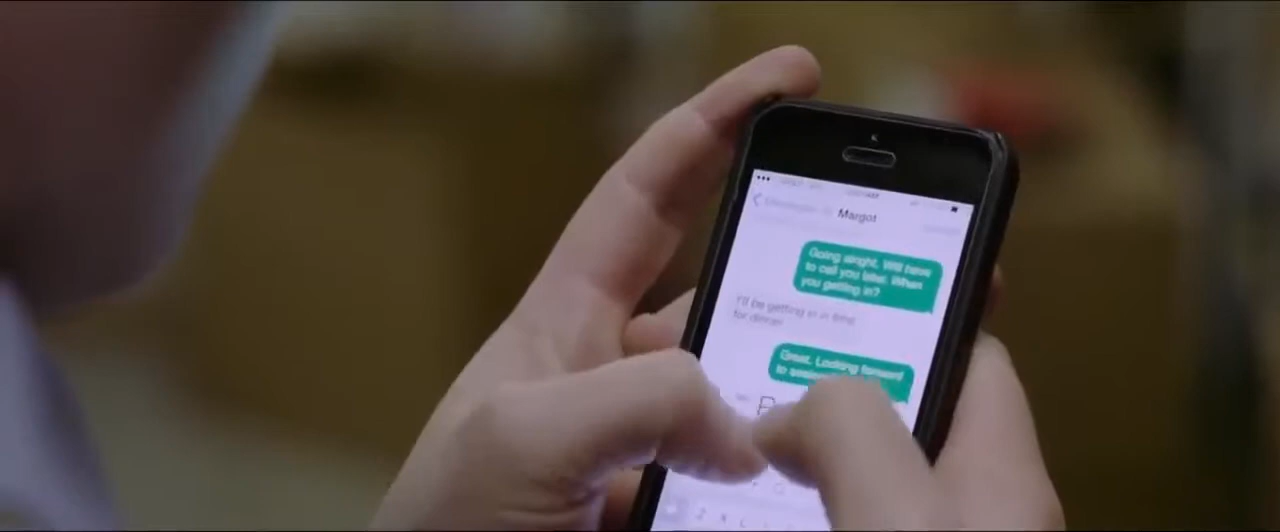 Margot
Going alright. Will have
to call you later. When
you getting in?
I'll be getting in in time
for dinner
Great. Looking forward
to
Z X